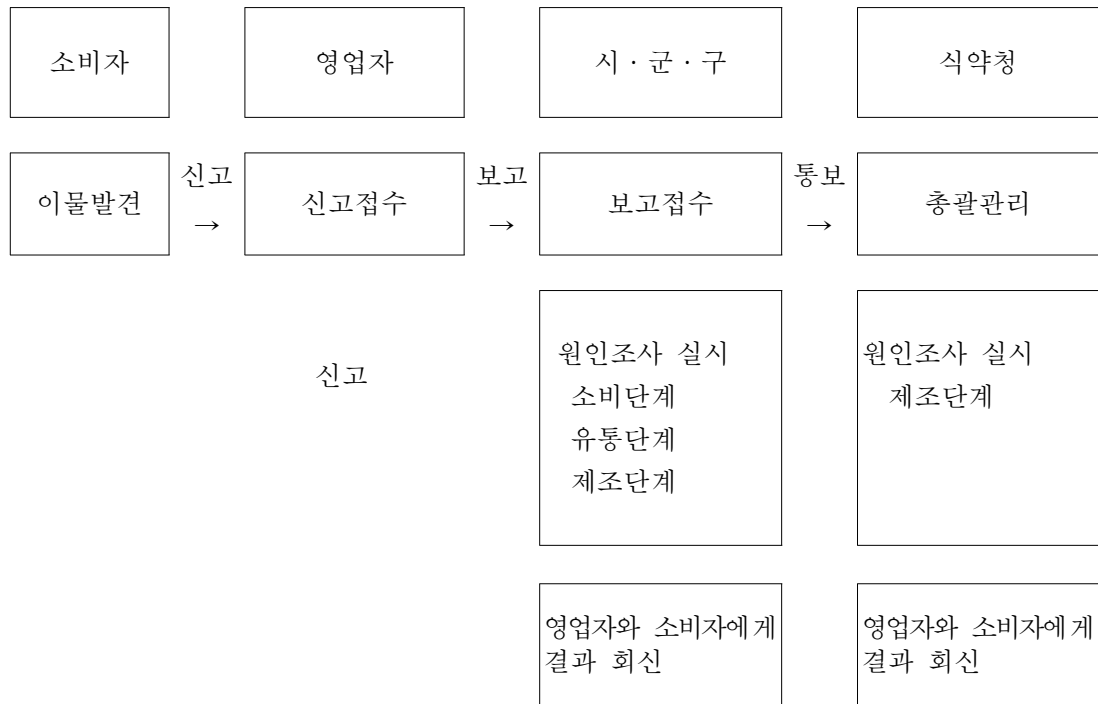 소비자
영업자
시·군·구
식약청
이물발견
신고
→
신고접수
보고
→
보고접수
통보
→
총괄관리
신고
원인조사 실시
소비단계
유통단계
제조단계
원인조사 실시
제조단계
영업자와 소비자에게
결과 회신
영업자와 소비자에게
결과 회신